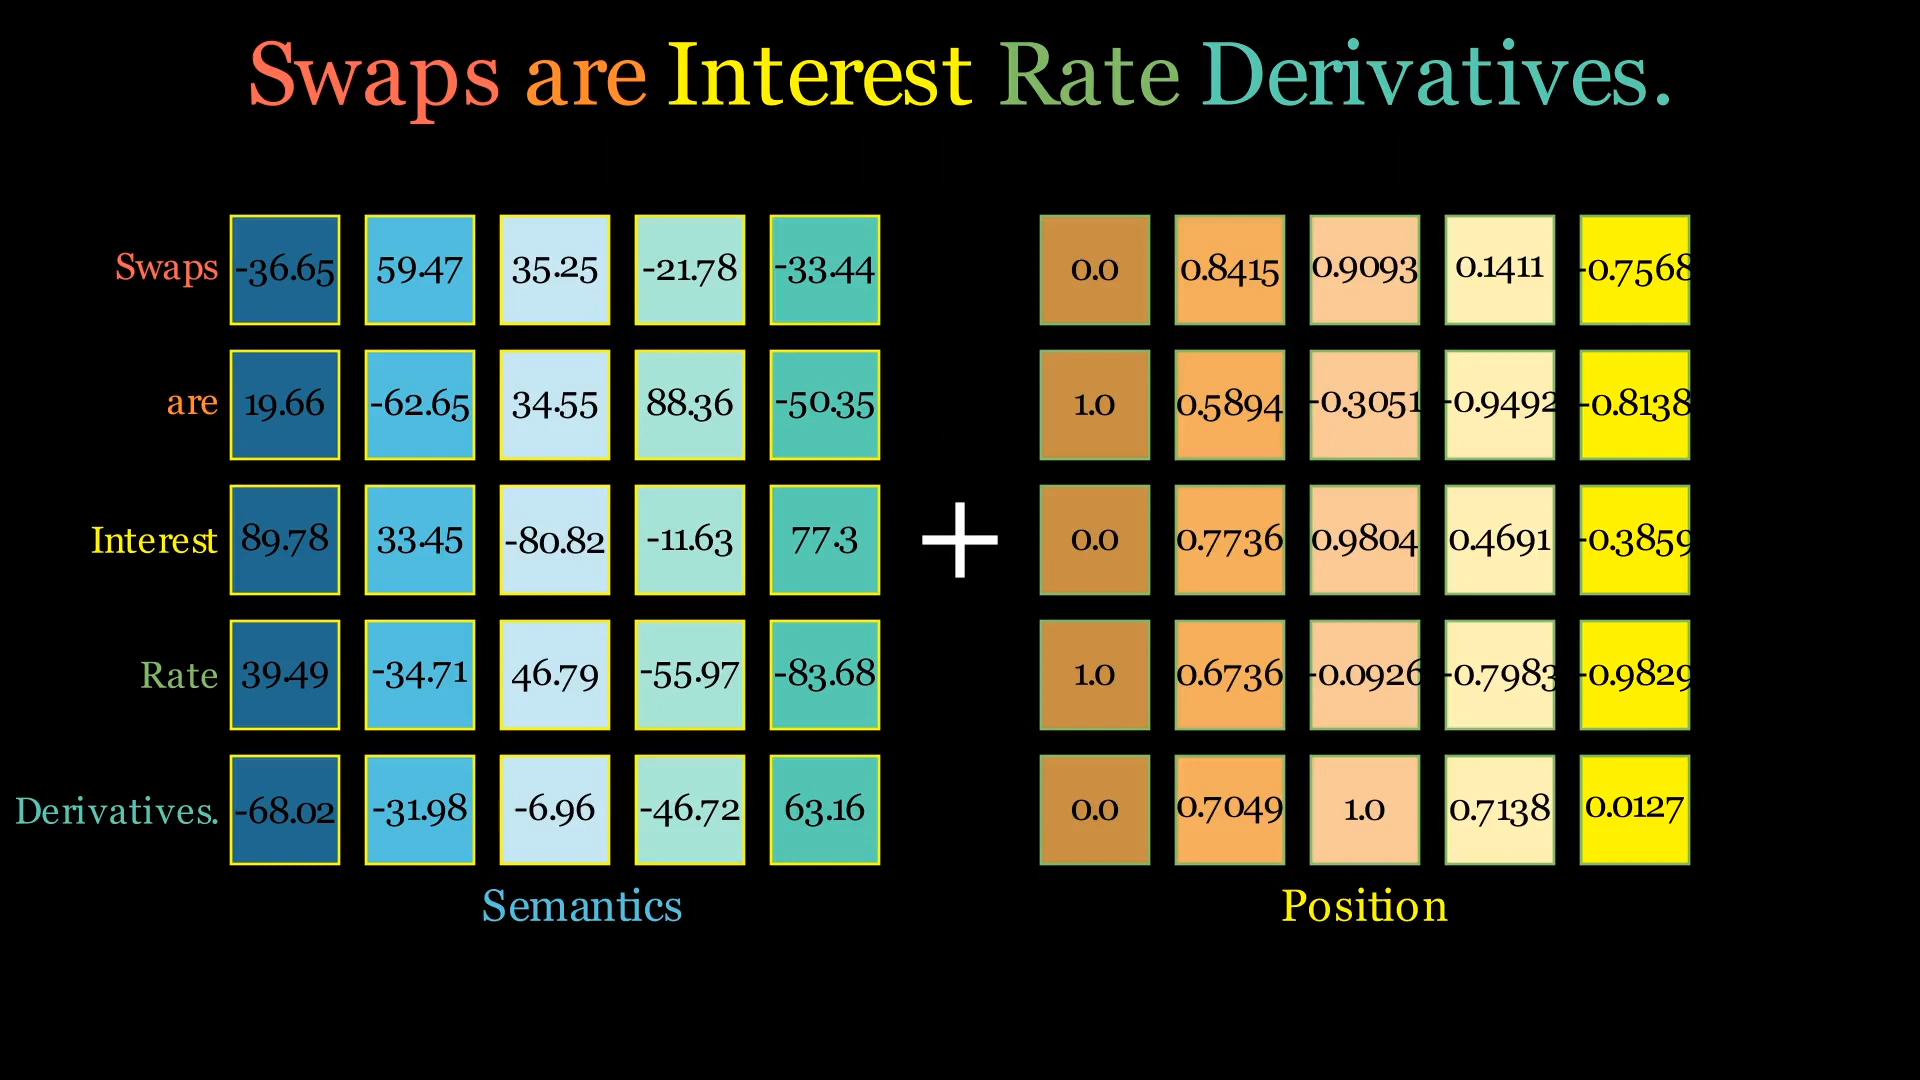 Swaps are Interest Rate Derivatives.
Swaps -36.65 59.47 35.25 -21.78 -33.44 0.0 0.8415 0.9093 0.1411 -0.7568
are 19.66 -62.65 34.55 88.36 -50.35 1.0 0.5894 -0.3051 -0.9492 -0.8138
Interest 89.78 33.45 -80.82 -11.63 77.3 + 0.0 0.7736 0.9804 0.4691 -0.3859
Rate 39.49 -34.71 46.79 -55.97 -83.68 1.0 0.6736 -0.0926 -0.7983 -0.9829
Derivatives. -68.02 -31.98 -6.96 -46.72 63.16 0.0 0.7049 1.0 0.7138 0.0127
Semantics Position